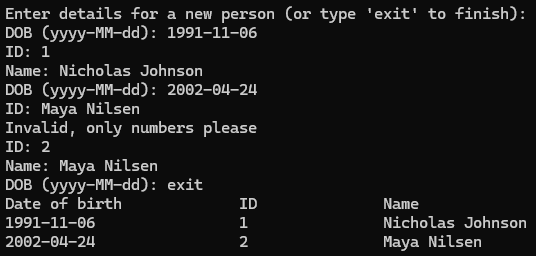 Enter details for a new person (or type 'exit' to finish):
DOB (yyyy-MM-dd): 1991-11-06
ID: 1
Name: Nicholas Johnson
DOB (yyyy-MM-dd): 2002-04-24
ID: Maya Nilsen
Invalid, only numbers please
ID: 2
Name: Maya Nilsen
DOB (yyyy-MM-dd): exit
Date of birth ID Name
1991-11-06 1 Nicholas Johnson
2002-04-24 2 Maya Nilsen